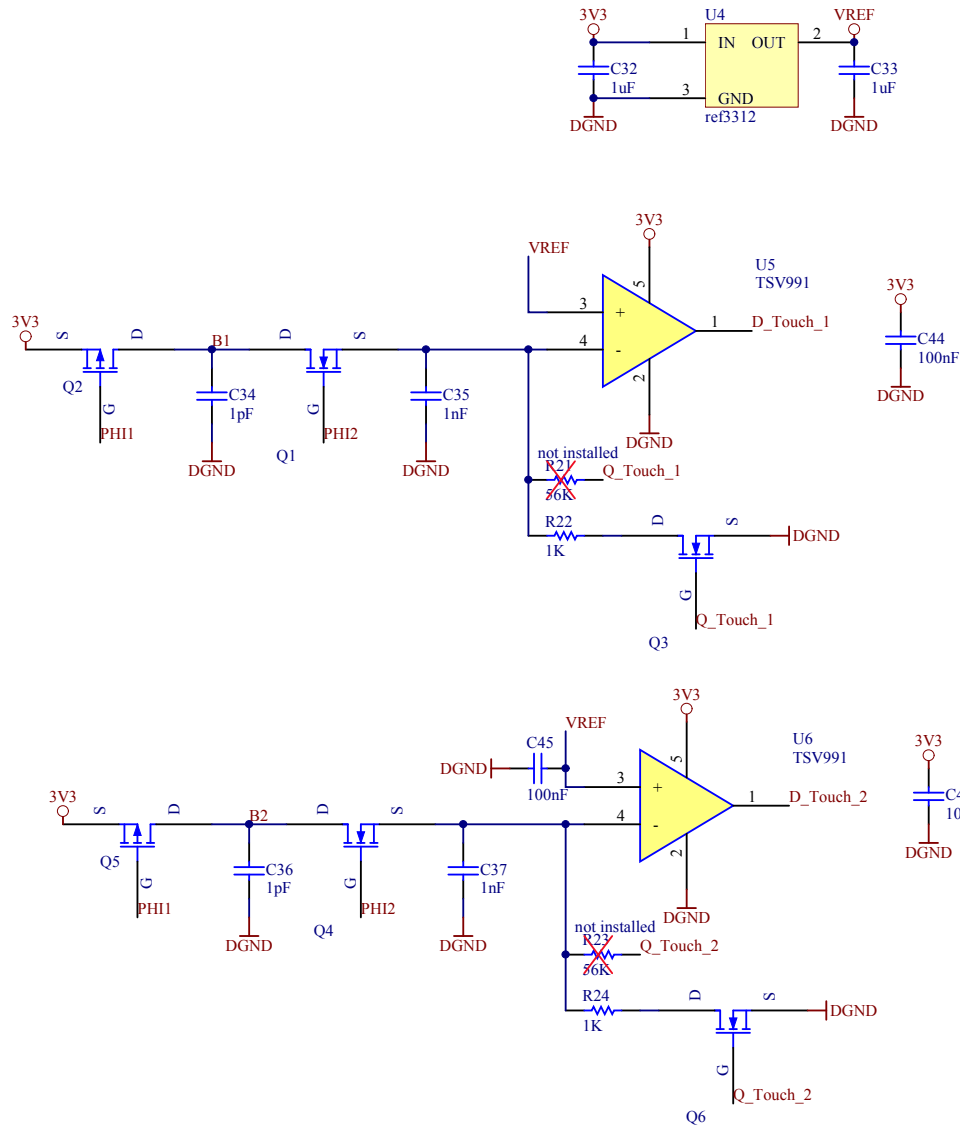 3V3
U4
VREF
1
IN
OUT
2
C32
1uF
C33
1uF
3
GND
ref3312
DGND
DGND
3V3
VREF
U5
TSV991
5
3
+
1
D_Touch_1
3V3
4
-
2
C44
100nF
DGND
DGND
3V3
S
D
B1
D
S
Q2
G
PHI1
C34
1pF
DGND
G
PHI2
Q1
C35
1nF
DGND
not installed
R21
Q_Touch_1
56K
R22
1K
D
S
DGND
G
Q_Touch_1
Q3
3V3
VREF
U6
TSV991
C45
DGND
100nF
5
3
+
1
D_Touch_2
3V3
4
-
2
C4
10
DGND
DGND
3V3
S
D
B2
D
S
Q5
G
PHI1
C36
1pF
DGND
G
PHI2
Q4
C37
1nF
DGND
not installed
R23
Q_Touch_2
56K
R24
1K
D
S
DGND
G
Q_Touch_2
Q6